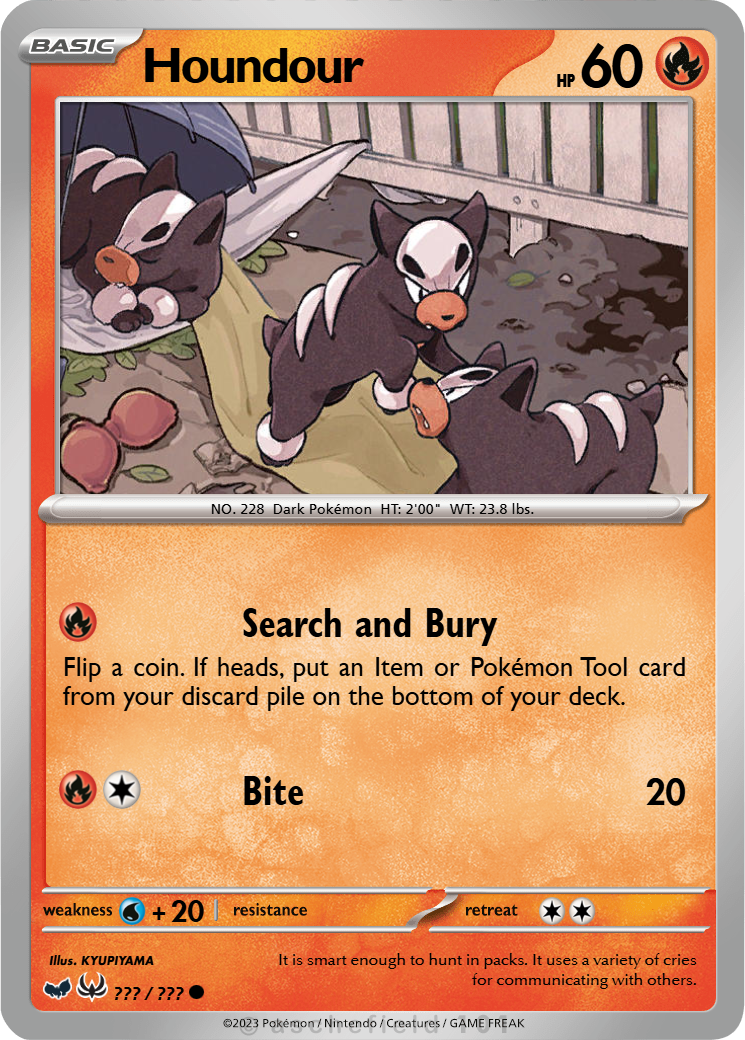 BASIC Houndour HP 60
NO. 228 Dark Pokémon HT: 2'00" WT: 23.8 lbs.
Search and Bury
Flip a coin. If heads, put an Item or Pokémon Tool card
from your discard pile on the bottom of your deck.
Bite 20
weakness + 20 resistance retreat
Illus. KYUPIYAMA
It is smart enough to hunt in packs. It uses a variety of cries
for communicating with others.
??? / ???
©2023 Pokémon / Nintendo / Creatures / GAME FREAK